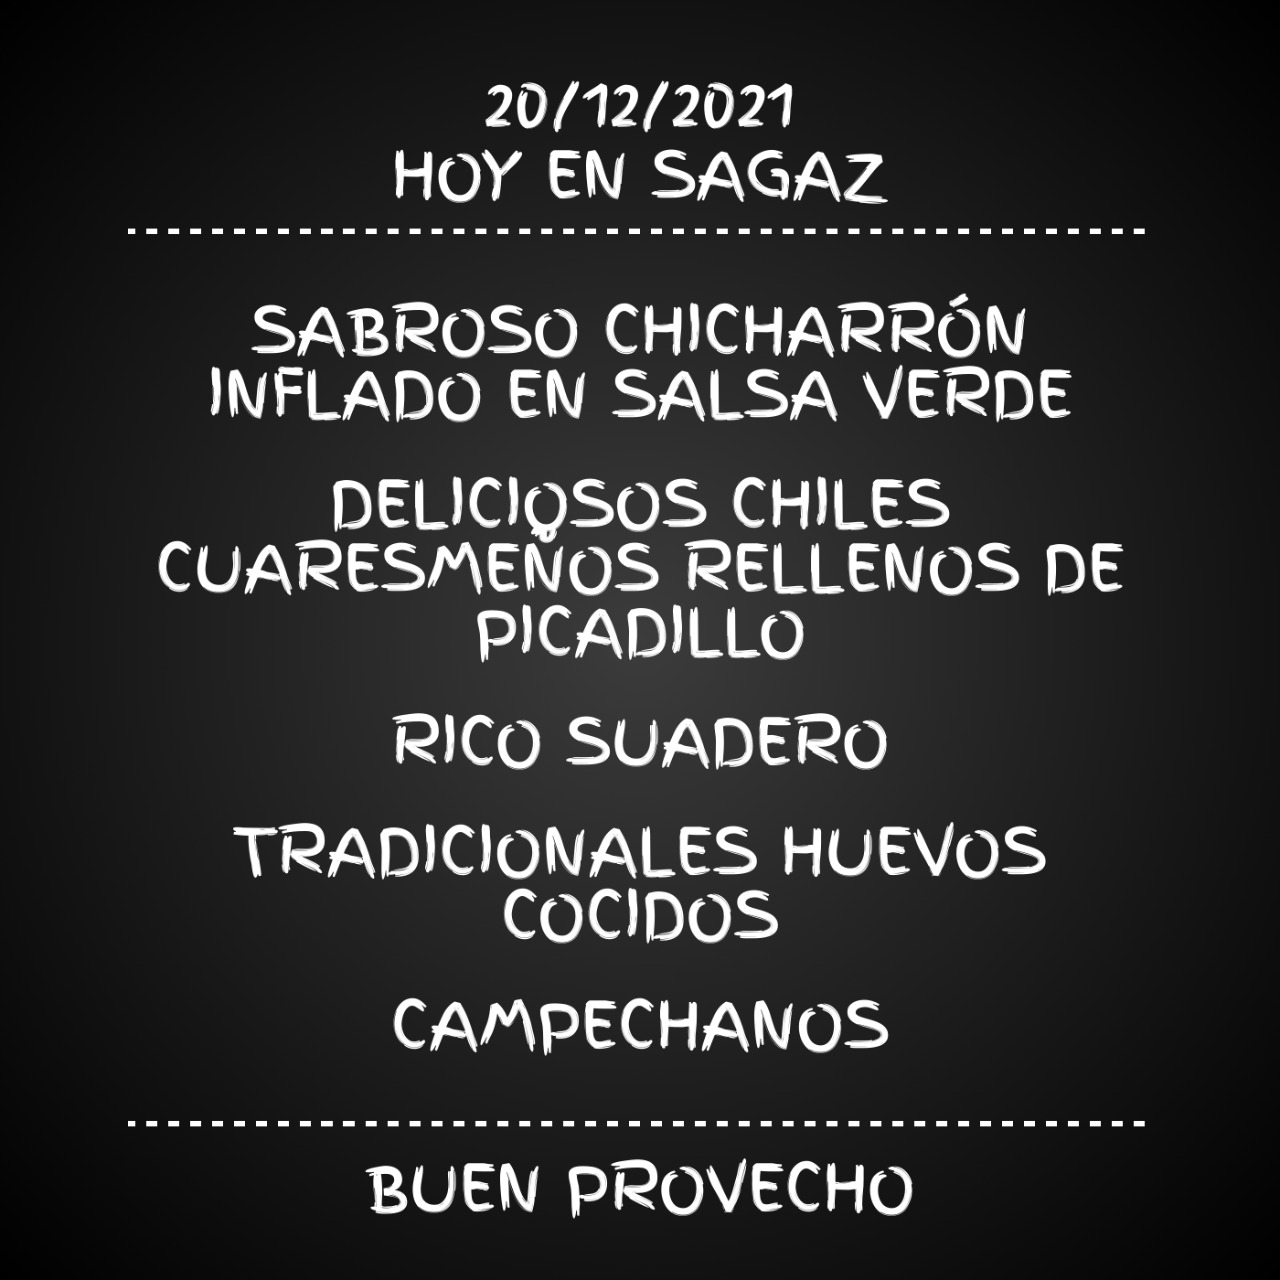 20/12/2021
HOY EN SAGAZ
SABROSO CHICHARRÓN
INFLADO EN SALSA VERDE
DELICIOSOS CHILES
CUARESMEÑOS RELLENOS DE
PICADILLO
RICO SUADERO
TRADICIONALES HUEVOS
COCIDOS
CAMPECHANOS
BUEN PROVECHO